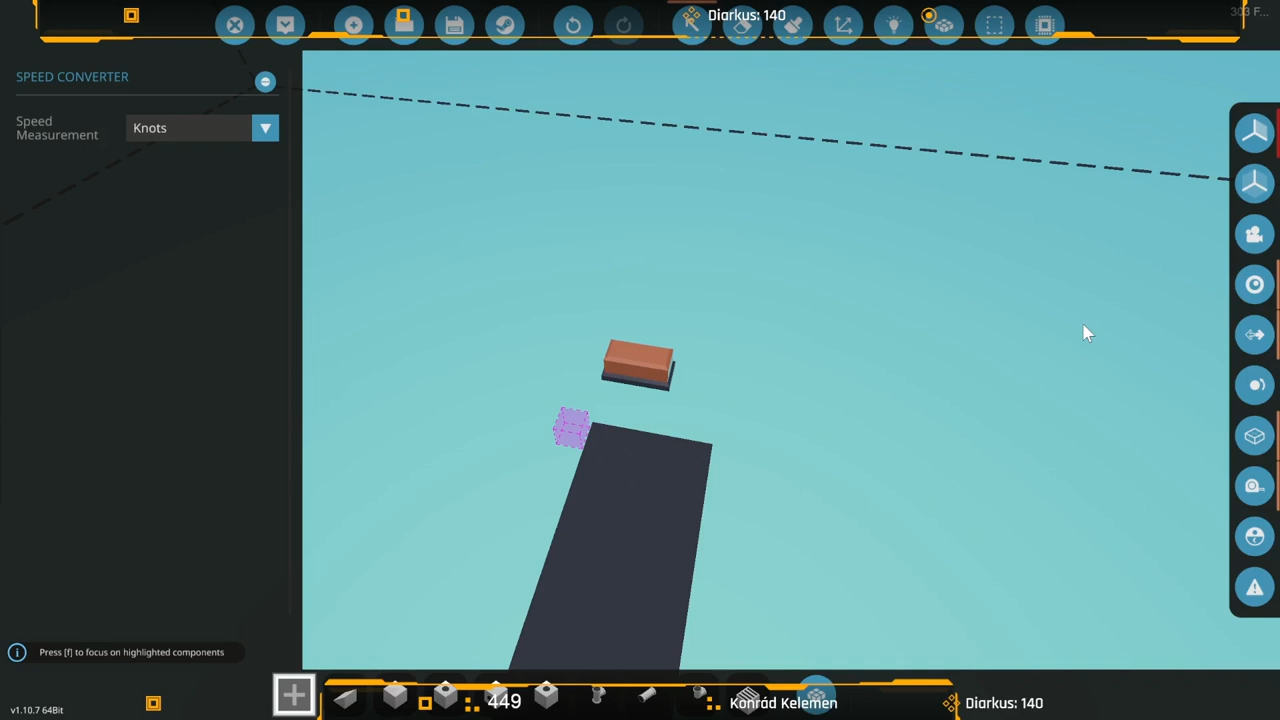 Diarkus: 140
SPEED CONVERTER
Speed
Measurement
Knots
Press [f] to focus on highlighted components
449
Konrád Kelemen
Diarkus: 140
v1.10.7 64Bit